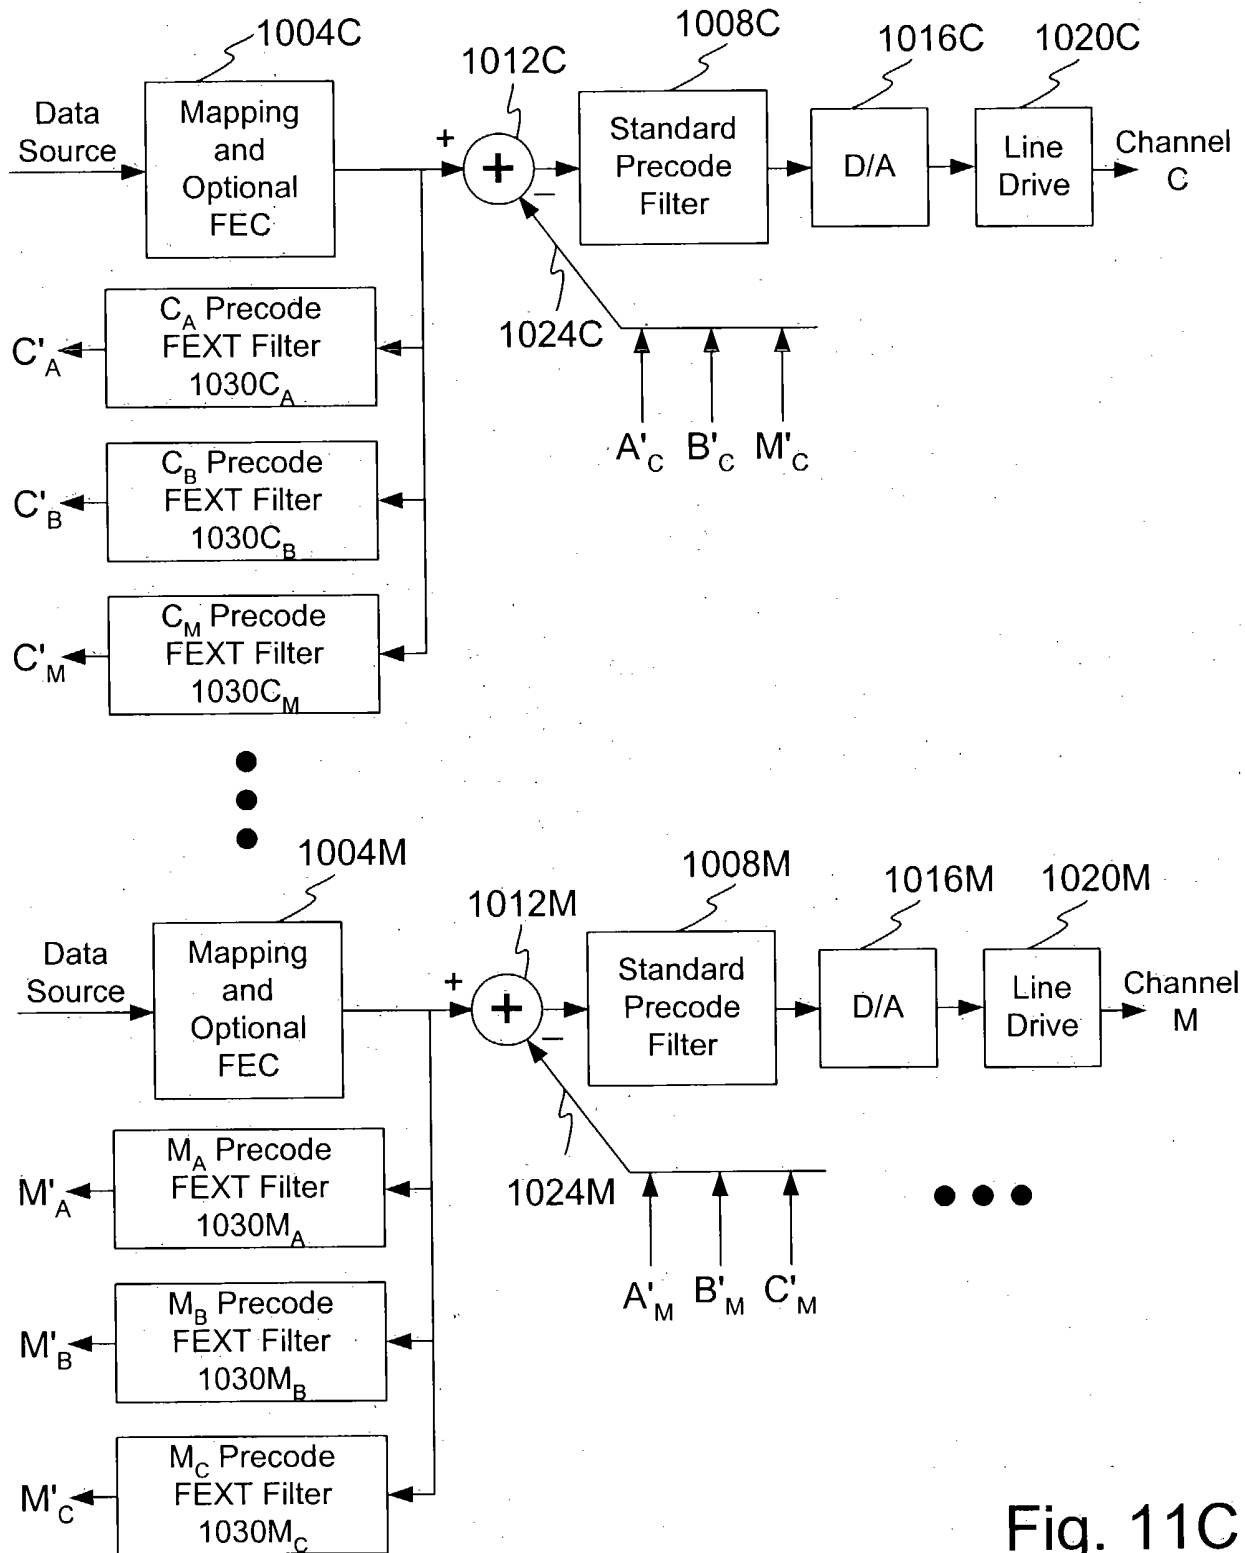 1004C
1008C
1016C
1020C
1012C
Data
Source
Mapping
and
Optional
FEC
+
+
–
Standard
Precode
Filter
D/A
Line
Drive
Channel
C
1024C
A'C B'C M'C
CA Precode
FEXT Filter
1030CA
C'A
CB Precode
FEXT Filter
1030CB
C'B
CM Precode
FEXT Filter
1030CM
C'M
1004M
1008M
1016M
1020M
1012M
Data
Source
Mapping
and
Optional
FEC
+
+
–
Standard
Precode
Filter
D/A
Line
Drive
Channel
M
1024M
A'M B'M C'M
MA Precode
FEXT Filter
1030MA
M'A
MB Precode
FEXT Filter
1030MB
M'B
MC Precode
FEXT Filter
1030MC
M'C
Fig. 11C